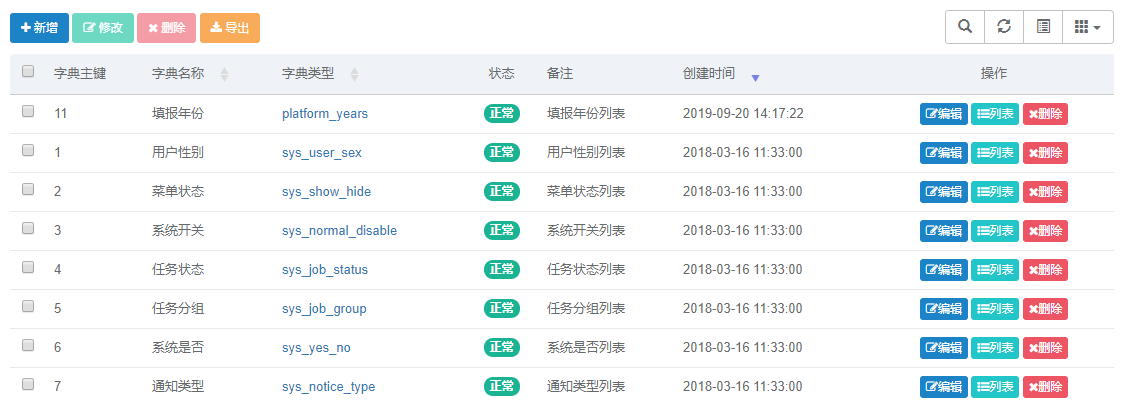 新增 修改 删除 导出
字典主键 字典名称 字典类型 状态 备注 创建时间 操作
11 填报年份 platform_years 正常 填报年份列表 2019-09-20 14:17:22 编辑 列表 删除
1 用户性别 sys_user_sex 正常 用户性别列表 2018-03-16 11:33:00 编辑 列表 删除
2 菜单状态 sys_show_hide 正常 菜单状态列表 2018-03-16 11:33:00 编辑 列表 删除
3 系统开关 sys_normal_disable 正常 系统开关列表 2018-03-16 11:33:00 编辑 列表 删除
4 任务状态 sys_job_status 正常 任务状态列表 2018-03-16 11:33:00 编辑 列表 删除
5 任务分组 sys_job_group 正常 任务分组列表 2018-03-16 11:33:00 编辑 列表 删除
6 系统是否 sys_yes_no 正常 系统是否列表 2018-03-16 11:33:00 编辑 列表 删除
7 通知类型 sys_notice_type 正常 通知类型列表 2018-03-16 11:33:00 编辑 列表 删除